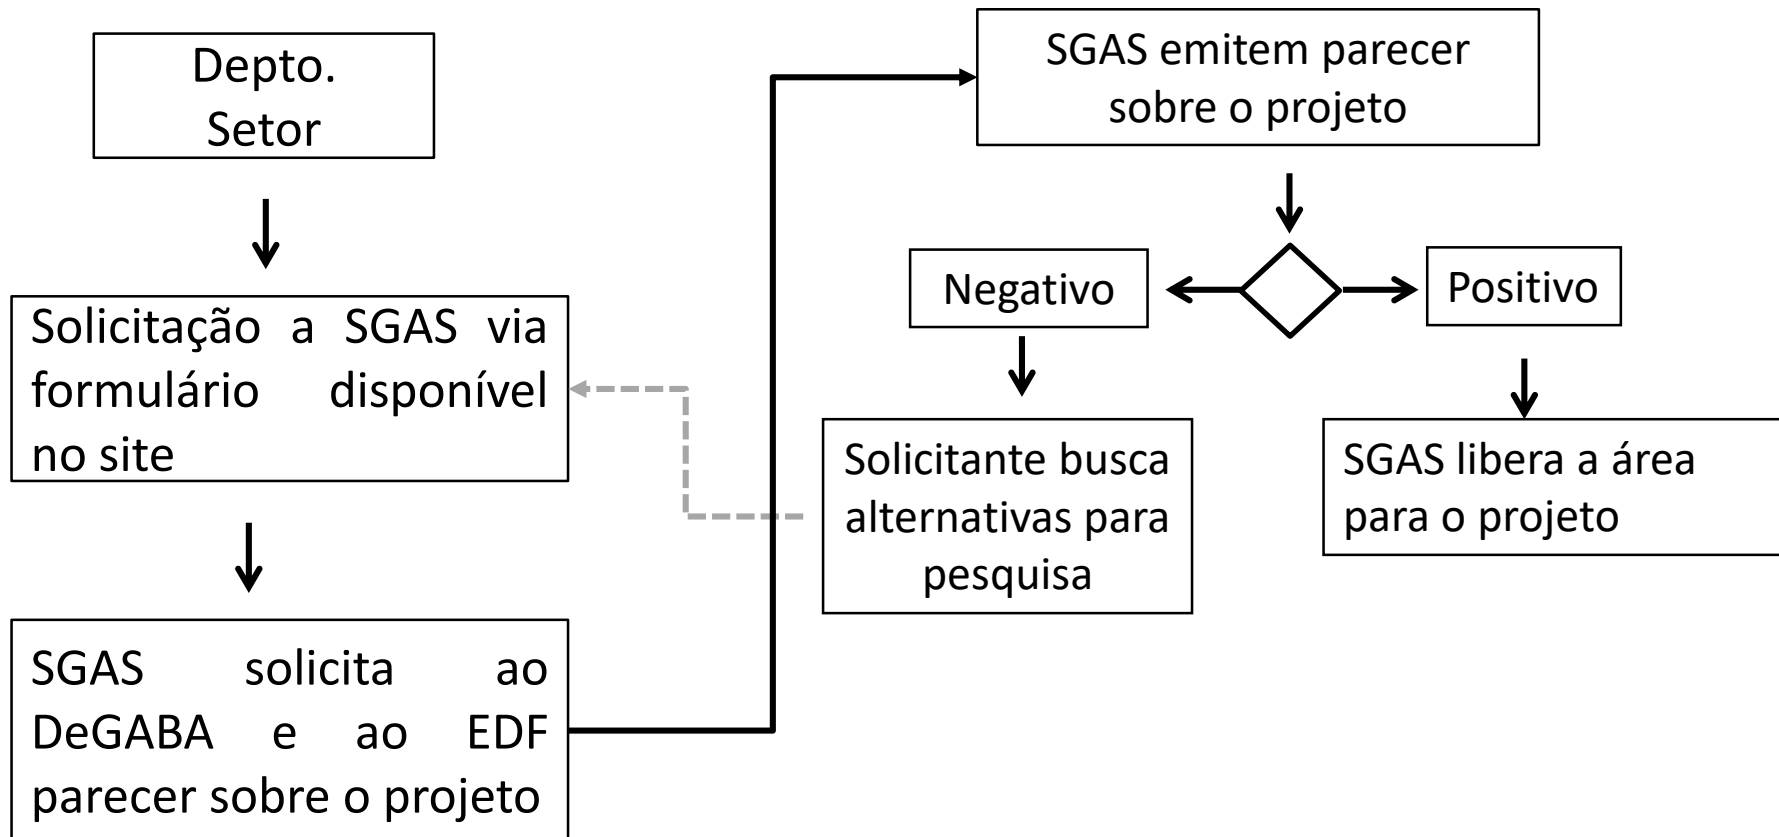 Depto.
Setor
Solicitação a SGAS via
formulário disponível
no site
SGAS solicita ao
DeGABA e ao EDF
parecer sobre o projeto
SGAS emitem parecer
sobre o projeto
Negativo
Positivo
Solicitante busca
alternativas para
pesquisa
SGAS libera a área
para o projeto